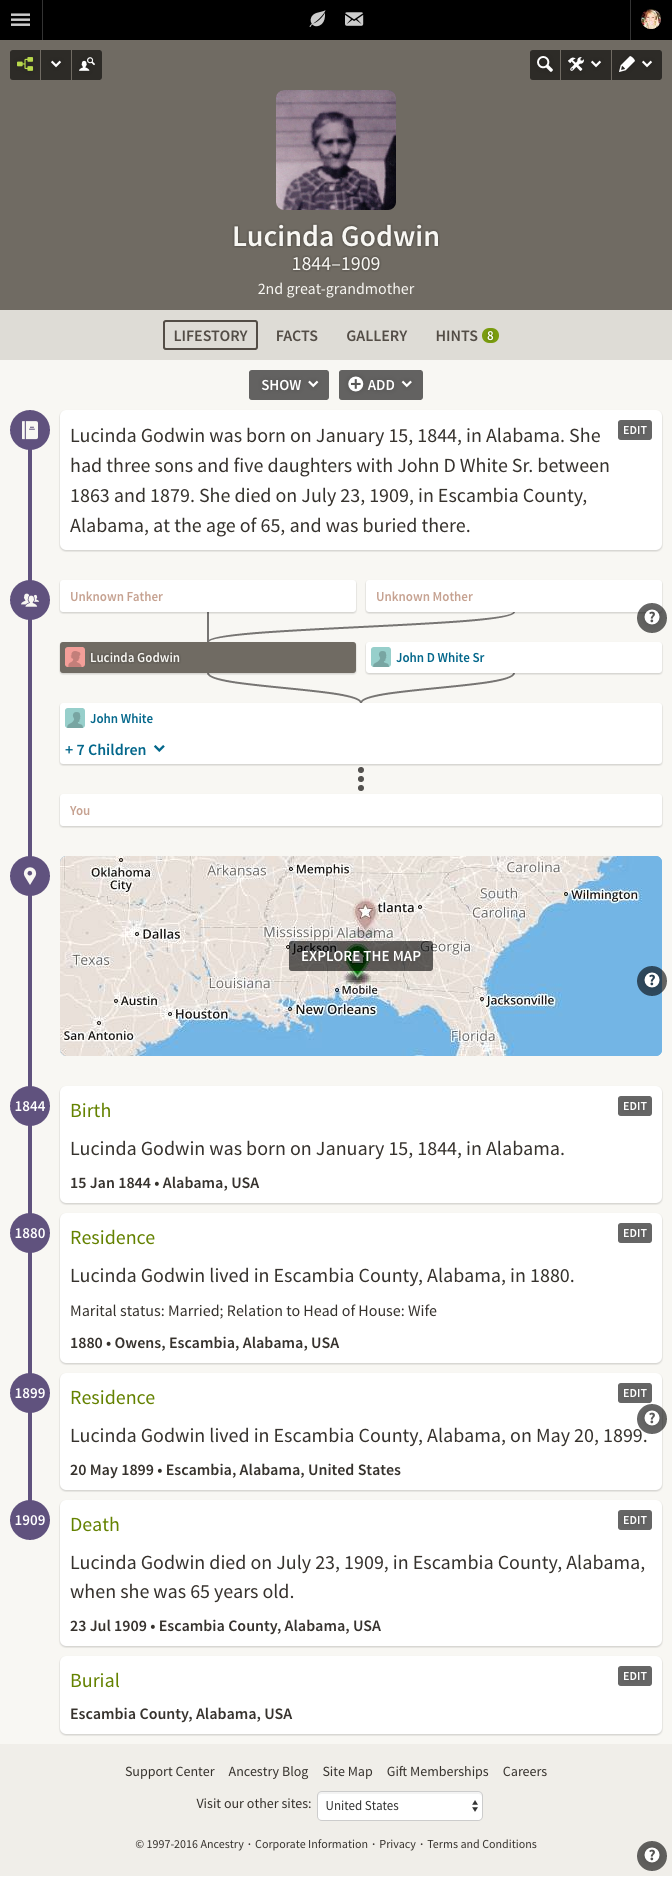 Lucinda Godwin
1844–1909
2nd great-grandmother
LIFESTORY FACTS GALLERY HINTS 8
SHOW ADD
EDIT
Lucinda Godwin was born on January 15, 1844, in Alabama. She
had three sons and five daughters with John D White Sr. between
1863 and 1879. She died on July 23, 1909, in Escambia County,
Alabama, at the age of 65, and was buried there.
Unknown Father Unknown Mother
?
Lucinda Godwin John D White Sr
John White
+ 7 Children
You
Oklahoma
City
Arkansas
Memphis
Carolina
South
Carolina
Wilmington
tlanta
Dallas
Mississippi Alabama
Jackson
Georgia
EXPLORE THE MAP
Texas
Louisiana
Mobile
?
Austin
Houston
New Orleans
Jacksonville
San Antonio
Florida
1844
Birth
EDIT
Lucinda Godwin was born on January 15, 1844, in Alabama.
15 Jan 1844 • Alabama, USA
1880
Residence
EDIT
Lucinda Godwin lived in Escambia County, Alabama, in 1880.
Marital status: Married; Relation to Head of House: Wife
1880 • Owens, Escambia, Alabama, USA
1899
Residence
EDIT
?
Lucinda Godwin lived in Escambia County, Alabama, on May 20, 1899.
20 May 1899 • Escambia, Alabama, United States
1909
Death
EDIT
Lucinda Godwin died on July 23, 1909, in Escambia County, Alabama,
when she was 65 years old.
23 Jul 1909 • Escambia County, Alabama, USA
Burial
EDIT
Escambia County, Alabama, USA
Support Center Ancestry Blog Site Map Gift Memberships Careers
Visit our other sites: United States
© 1997-2016 Ancestry · Corporate Information · Privacy · Terms and Conditions
?